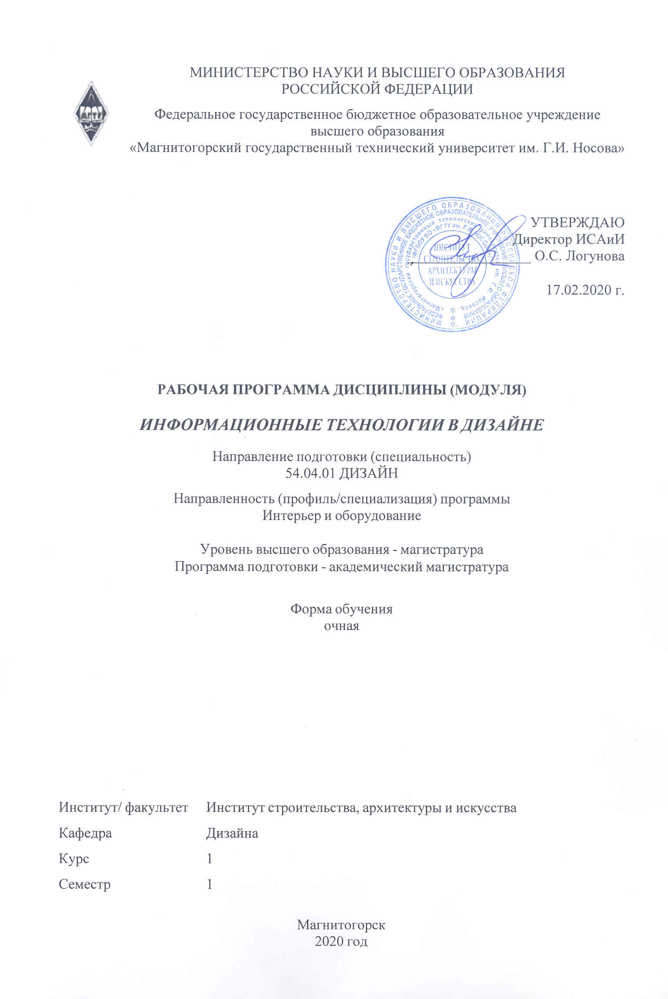 МИНИСТЕРСТВО НАУКИ И ВЫСШЕГО ОБРАЗОВАНИЯ
РОССИЙСКОЙ ФЕДЕРАЦИИ
МГТУ
Федеральное государственное бюджетное образовательное учреждение
высшего образования
«Магнитогорский государственный технический университет им. Г.И. Носова»
МИНИСТЕРСТВО НАУКИ И ВЫСШЕГО ОБРАЗОВАНИЯ РОССИЙСКОЙ ФЕДЕРАЦИИ
ФЕДЕРАЛЬНОЕ ГОСУДАРСТВЕННОЕ БЮДЖЕТНОЕ ОБРАЗОВАТЕЛЬНОЕ УЧРЕЖДЕНИЕ ВЫСШЕГО ОБРАЗОВАНИЯ
«Магнитогорский государственный технический университет им. Г.И. Носова»
(ФГБОУ ВО «МГТУ им. Г.И. НОСОВА»)
ИНСТИТУТ
СТРОИТЕЛЬСТВА,
АРХИТЕКТУРЫ
И ИСКУССТВА
УТВЕРЖДАЮ
Директор ИСАиИ
О.С. Логунова
17.02.2020 г.
РАБОЧАЯ ПРОГРАММА ДИСЦИПЛИНЫ (МОДУЛЯ)
ИНФОРМАЦИОННЫЕ ТЕХНОЛОГИИ В ДИЗАЙНЕ
Направление подготовки (специальность)
54.04.01 ДИЗАЙН
Направленность (профиль/специализация) программы
Интерьер и оборудование
Уровень высшего образования - магистратура
Программа подготовки - академический магистратура
Форма обучения
очная
Институт/ факультет Институт строительства, архитектуры и искусства
Кафедра Дизайна
Курс 1
Семестр 1
Магнитогорск
2020 год